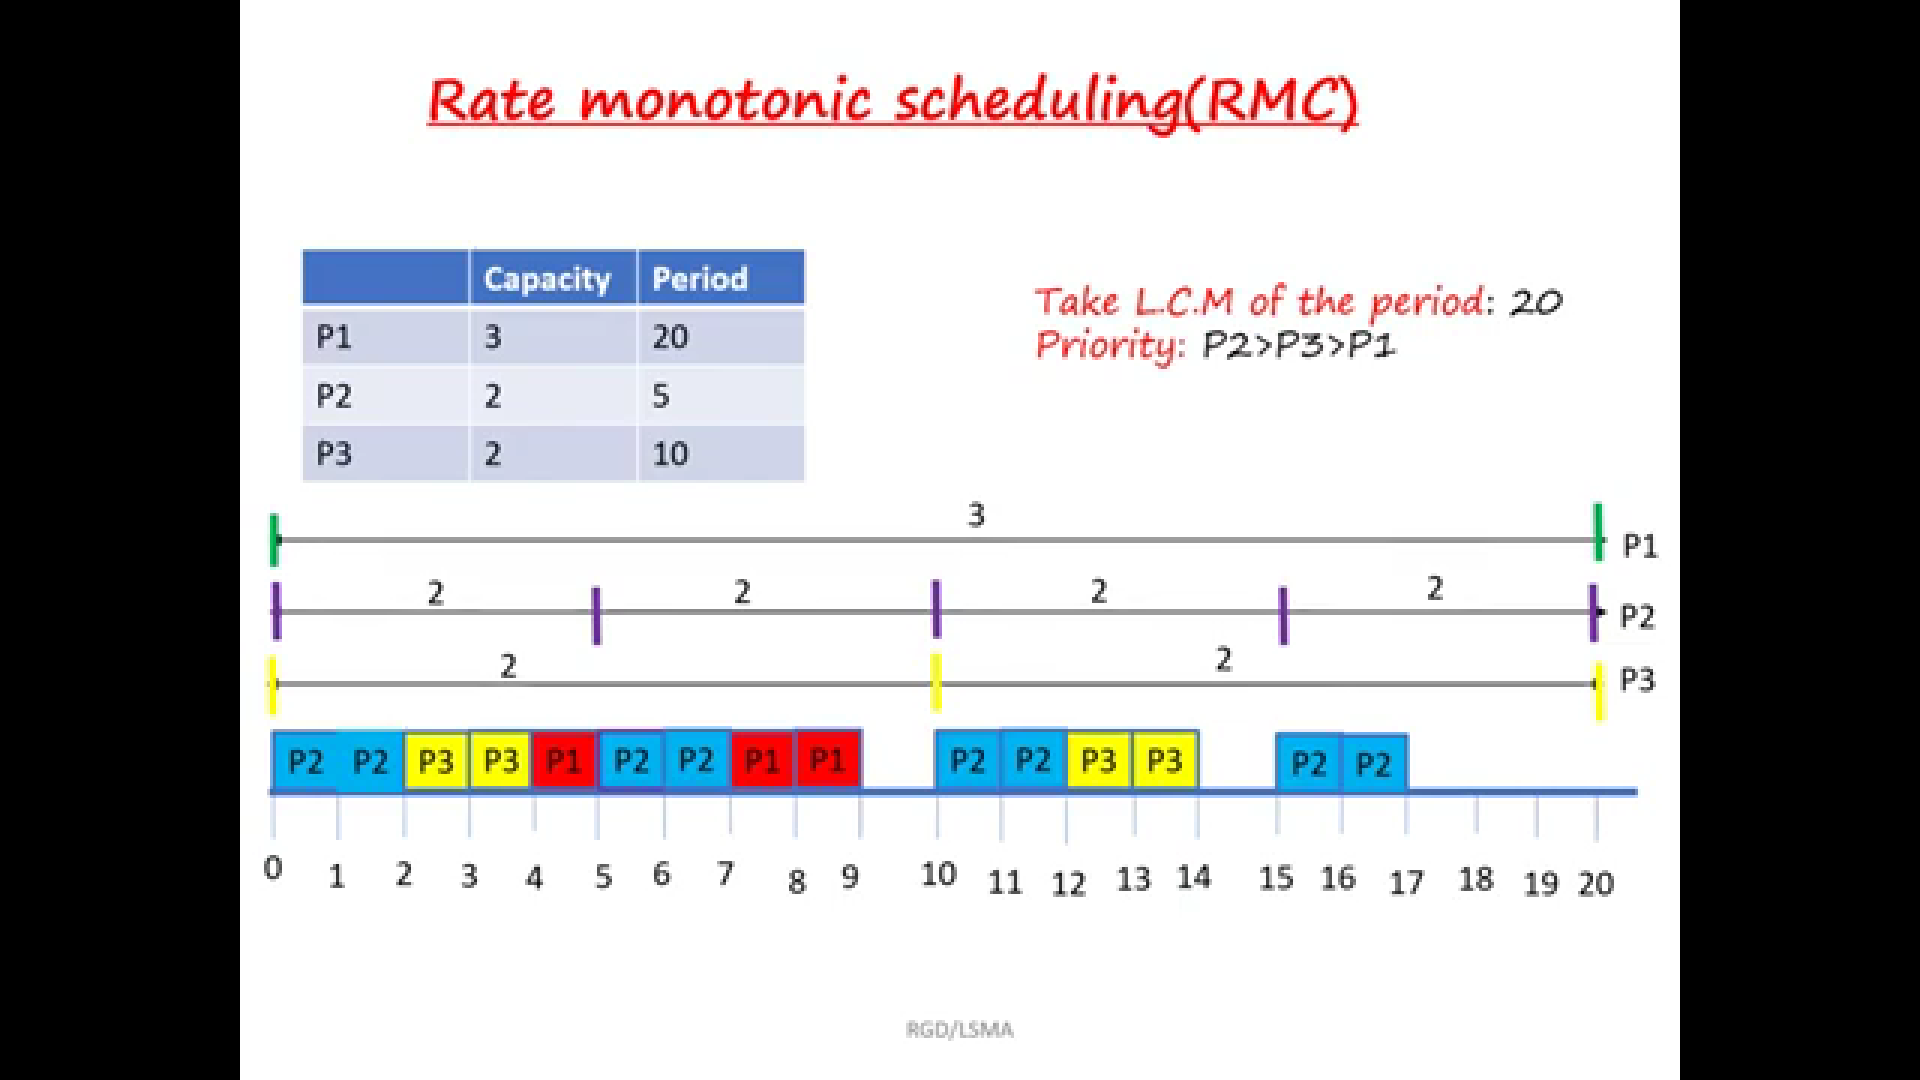 Rate monotonic scheduling(RMC)
Capacity Period
P1 3 20
P2 2 5
P3 2 10
Take L.C.M of the period: 20
Priority: P2>P3>P1
3
P1
2 2 2 2
P2
2 2
P3
P2 P2 P3 P3 P1 P2 P2 P1 P1 P2 P2 P3 P3 P2 P2
0 1 2 3 4 5 6 7 8 9 10 11 12 13 14 15 16 17 18 19 20
RGD/LSMA